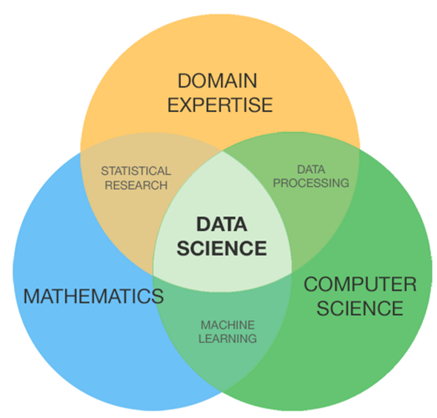 DOMAIN
EXPERTISE
STATISTICAL
RESEARCH
DATA
PROCESSING
DATA
SCIENCE
MATHEMATICS
COMPUTER
SCIENCE
MACHINE
LEARNING